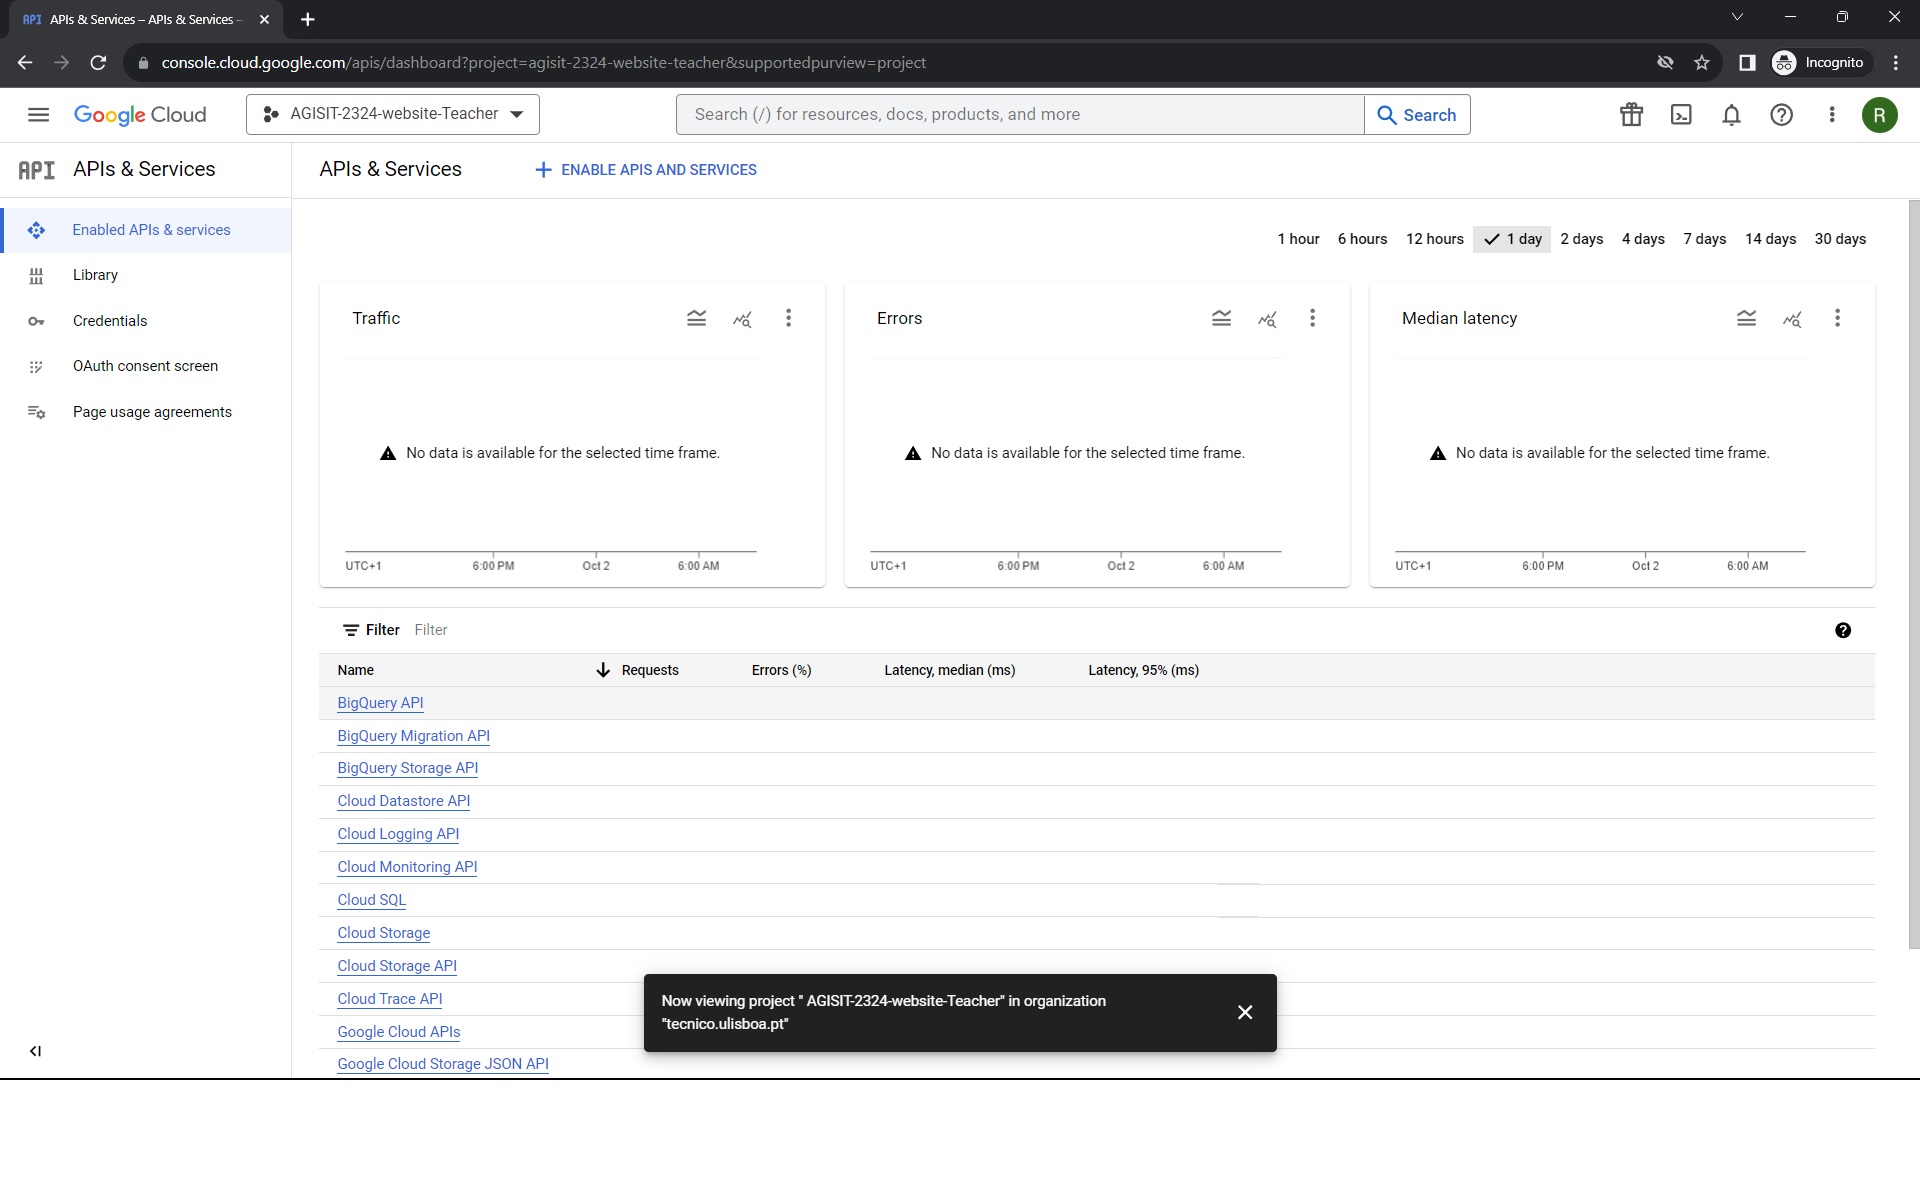 API APIs & Services – APIs & Services –
console.cloud.google.com/apis/dashboard?project=agisit-2324-website-teacher&supportedpurview=project
Incognito
Google Cloud
AGISIT-2324-website-Teacher
Search (/) for resources, docs, products, and more
Search
R
API APIs & Services
APIs & Services
ENABLE APIS AND SERVICES
Enabled APIs & services
Library
Credentials
OAuth consent screen
Page usage agreements
1 hour 6 hours 12 hours 1 day 2 days 4 days 7 days 14 days 30 days
Traffic
No data is available for the selected time frame.
UTC+1 6:00 PM Oct 2 6:00 AM
Errors
No data is available for the selected time frame.
UTC+1 6:00 PM Oct 2 6:00 AM
Median latency
No data is available for the selected time frame.
UTC+1 6:00 PM Oct 2 6:00 AM
Filter Filter
Name Requests Errors (%) Latency, median (ms) Latency, 95% (ms)
BigQuery API
BigQuery Migration API
BigQuery Storage API
Cloud Datastore API
Cloud Logging API
Cloud Monitoring API
Cloud SQL
Cloud Storage
Cloud Storage API
Cloud Trace API
Google Cloud APIs
Google Cloud Storage JSON API
Now viewing project " AGISIT-2324-website-Teacher" in organization
"tecnico.ulisboa.pt"